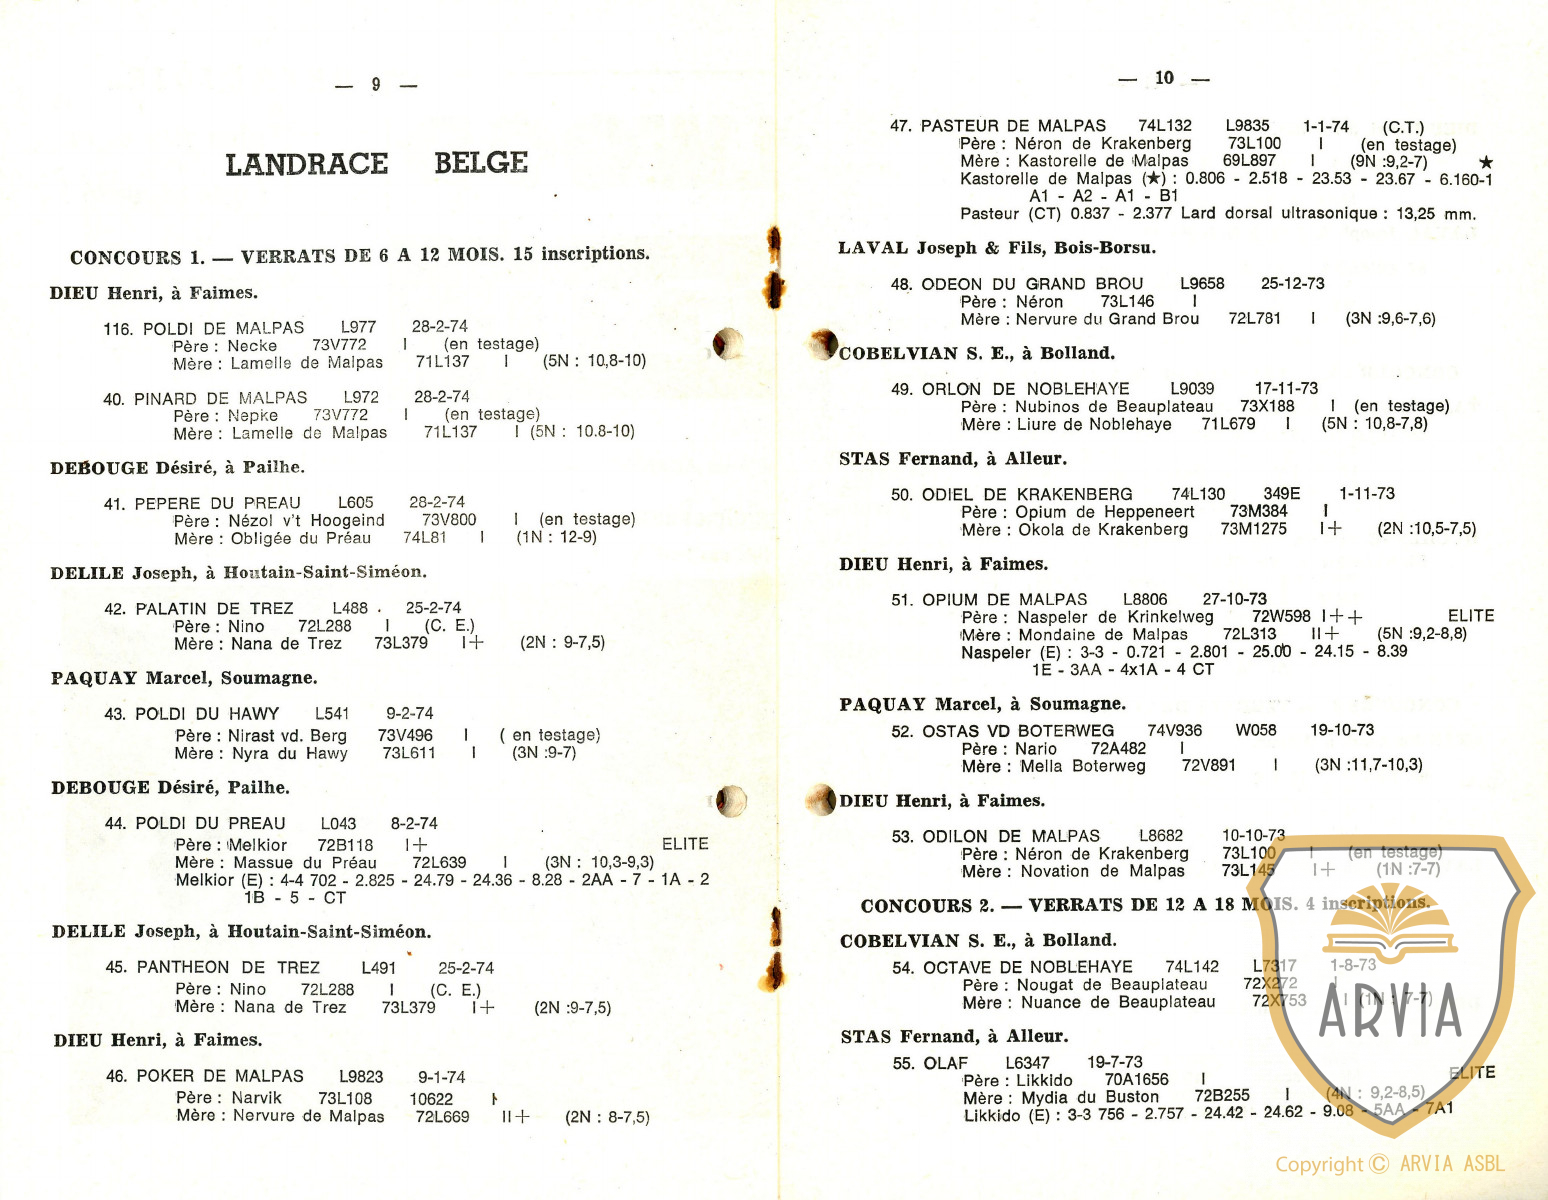 — 9 —
LANDRACE BELGE
CONCOURS 1. — VERRATS DE 6 A 12 MOIS. 15 inscriptions.
DIEU Henri, à Faimes.
116. POLDI DE MALPAS L977 28-2-74
Père : Necke 73V772 I (en testage)
Mère : Lamelle de Malpas 71L137 I (5N : 10,8-10)
40. PINARD DE MALPAS L972 28-2-74
Père : Nepke 73V772 I (en testage)
Mère : Lamelle de Malpas 71L137 I (5N : 10.8-10)
DEBOUGE Désiré, à Pailhe.
41. PEPERE DU PREAU L605 28-2-74
Père : Nézol v't Hoogeind 73V800 I (en testage)
Mère : Obligée du Préau 74L81 I (1N : 12-9)
DELILE Joseph, à Houtain-Saint-Siméon.
42. PALATIN DE TREZ L488 . 25-2-74
Père : Nino 72L288 I (C. E.)
Mère : Nana de Trez 73L379 I+ (2N : 9-7,5)
PAQUAY Marcel, Soumagne.
43. POLDI DU HAWY L541 9-2-74
Père : Nirast vd. Berg 73V496 I ( en testage)
Mère : Nyra du Hawy 73L611 I (3N :9-7)
DEBOUGE Désiré, Pailhe.
44. POLDI DU PREAU L043 8-2-74
Père : Melkior 72B118 I+ ELITE
Mère : Massue du Préau 72L639 I (3N : 10,3-9,3)
Melkior (E) : 4-4 702 - 2.825 - 24.79 - 24.36 - 8.28 - 2AA - 7 - 1A - 2
1B - 5 - CT
DELILE Joseph, à Houtain-Saint-Siméon.
45. PANTHEON DE TREZ L491 25-2-74
Père : Nino 72L288 I (C. E.)
Mère : Nana de Trez 73L379 I+ (2N :9-7,5)
DIEU Henri, à Faimes.
46. POKER DE MALPAS L9823 9-1-74
Père : Narvik 73L108 10622 I
Mère : Nervure de Malpas 72L669 II+ (2N : 8-7,5)
— 10 —
47. PASTEUR DE MALPAS 74L132 L9835 1-1-74 (C.T.)
Père : Néron de Krakenberg 73L100 I (en testage)
Mère : Kastorelle de Malpas 69L897 I (9N :9,2-7) ★
Kastorelle de Malpas (★) : 0.806 - 2.518 - 23.53 - 23.67 - 6.160-1
A1 - A2 - A1 - B1
Pasteur (CT) 0.837 - 2.377 Lard dorsal ultrasonique : 13,25 mm.
LAVAL Joseph & Fils, Bois-Borsu.
48. ODEON DU GRAND BROU L9658 25-12-73
Père : Néron 73L146 I
Mère : Nervure du Grand Brou 72L781 I (3N :9,6-7,6)
COBELVIAN S. E., à Bolland.
49. ORLON DE NOBLEHAYE L9039 17-11-73
Père : Nubinos de Beauplateau 73X188 I (en testage)
Mère : Liure de Noblehaye 71L679 I (5N : 10,8-7,8)
STAS Fernand, à Alleur.
50. ODIEL DE KRAKENBERG 74L130 349E 1-11-73
Père : Opium de Heppeneert 73M384 I
Mère : Okola de Krakenberg 73M1275 I+ (2N :10,5-7,5)
DIEU Henri, à Faimes.
51. OPIUM DE MALPAS L8806 27-10-73
Père : Naspeler de Krinkelweg 72W598 I++ ELITE
Mère : Mondaine de Malpas 72L313 II+ (5N :9,2-8,8)
Naspeler (E) : 3-3 - 0.721 - 2.801 - 25.00 - 24.15 - 8.39
1E - 3AA - 4x1A - 4 CT
PAQUAY Marcel, à Soumagne.
52. OSTAS VD BOTERWEG 74V936 W058 19-10-73
Père : Nario 72A482 I
Mère : Mella Boterweg 72V891 I (3N :11,7-10,3)
DIEU Henri, à Faimes.
53. ODILON DE MALPAS L8682 10-10-73
Père : Néron de Krakenberg 73L100 I (en testage)
Mère : Novation de Malpas 73L145 I+ (1N :7-7)
CONCOURS 2. — VERRATS DE 12 A 18 MOIS. 4 inscriptions.
COBELVIAN S. E., à Bolland.
54. OCTAVE DE NOBLEHAYE 74L142 L7317 1-8-73
Père : Nougat de Beauplateau 72X272 I
Mère : Nuance de Beauplateau 72X753 I (1N : 7-7)
STAS Fernand, à Alleur.
55. OLAF L6347 19-7-73
Père : Likkido 70A1656 I ELITE
Mère : Mydia du Buston 72B255 I (4N : 9,2-8,5)
Likkido (E) : 3-3 756 - 2.757 - 24.42 - 24.62 - 9.08 - 5AA - 7A1
ARVIA
Copyright © ARVIA ASBL